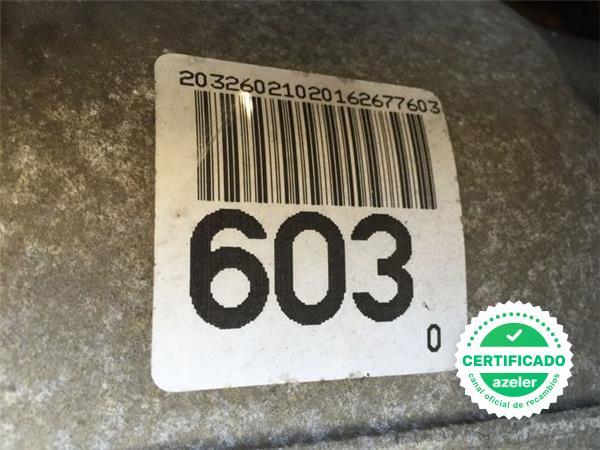 20326021020162677603
603
0
CERTIFICADO
azeler
canal oficial de recambios